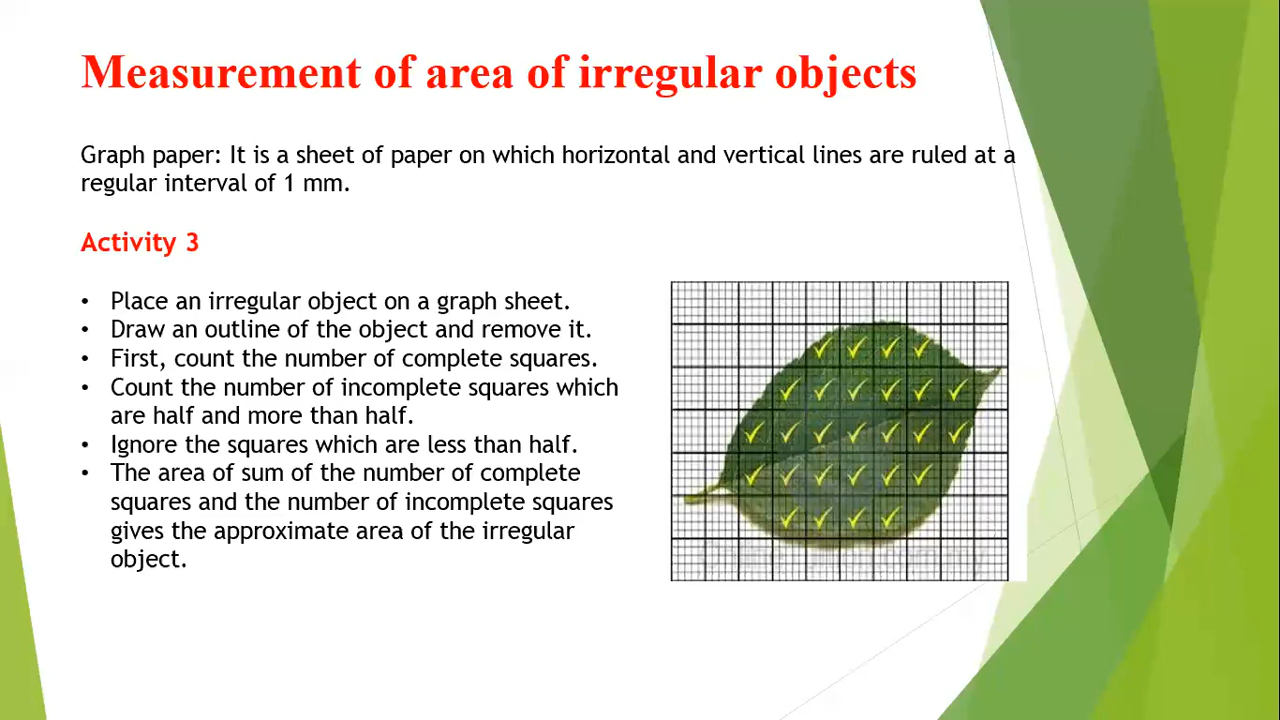 Measurement of area of irregular objects
Graph paper: It is a sheet of paper on which horizontal and vertical lines are ruled at a
regular interval of 1 mm.
Activity 3
• Place an irregular object on a graph sheet.
• Draw an outline of the object and remove it.
• First, count the number of complete squares.
• Count the number of incomplete squares which
are half and more than half.
• Ignore the squares which are less than half.
• The area of sum of the number of complete
squares and the number of incomplete squares
gives the approximate area of the irregular
object.